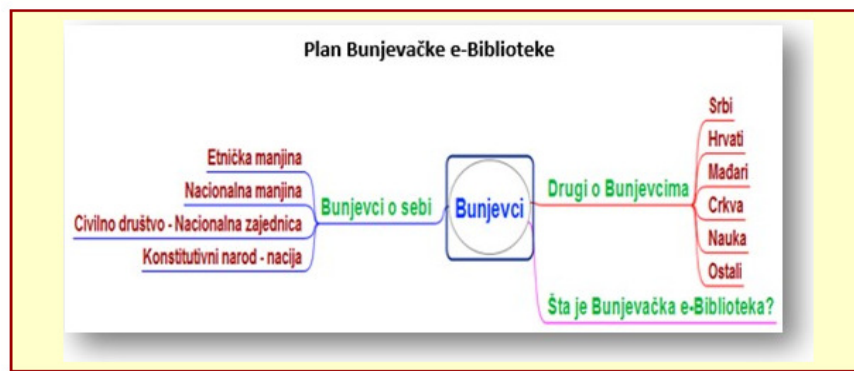 Plan Bunjevačke e-Biblioteke
Etnička manjina
Nacionalna manjina
Civilno društvo - Nacionalna zajednica
Konstitutivni narod - nacija
Bunjevci o sebi
Bunjevci
Drugi o Bunjevcima
Srbi
Hrvati
Mađari
Crkva
Nauka
Ostali
Šta je Bunjevačka e-Biblioteka?